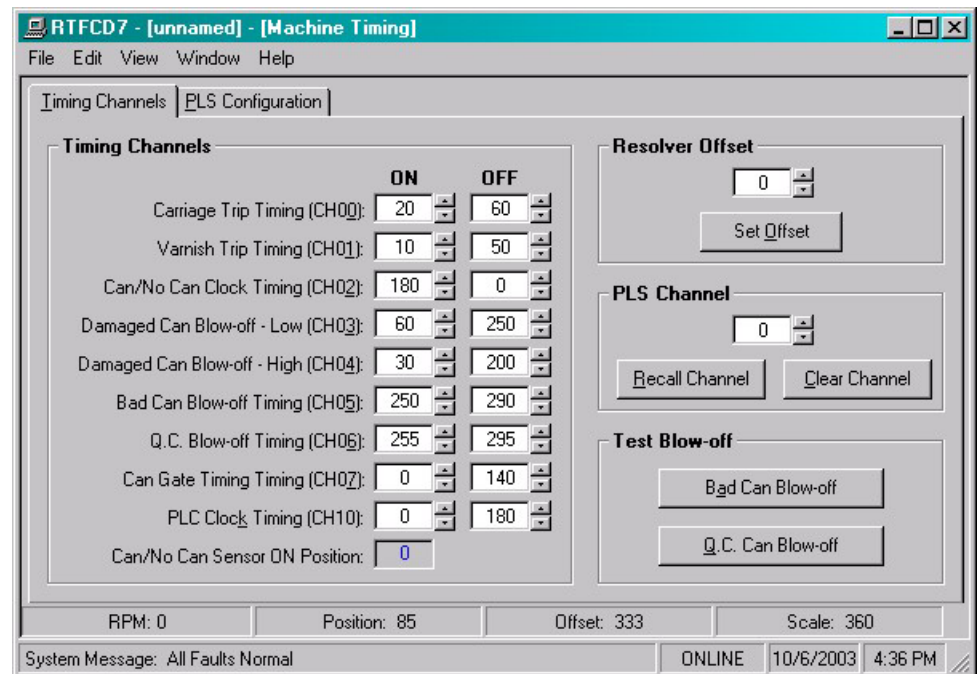 RTFCD7 - [unnamed] - [Machine Timing]
File Edit View Window Help
Timing Channels PLS Configuration
Timing Channels
ON OFF
Carriage Trip Timing (CH00): 20 60
Varnish Trip Timing (CH01): 10 50
Can/No Can Clock Timing (CH02): 180 0
Damaged Can Blow-off - Low (CH03): 60 250
Damaged Can Blow-off - High (CH04): 30 200
Bad Can Blow-off Timing (CH05): 250 290
Q.C. Blow-off Timing (CH06): 255 295
Can Gate Timing Timing (CH07): 0 140
PLC Clock Timing (CH10): 0 180
Can/No Can Sensor ON Position: 0
Resolver Offset
0
Set Offset
PLS Channel
0
Recall Channel Clear Channel
Test Blow-off
Bad Can Blow-off
Q.C. Can Blow-off
RPM: 0 Position: 85 Offset: 333 Scale: 360
System Message: All Faults Normal ONLINE 10/6/2003 4:36 PM